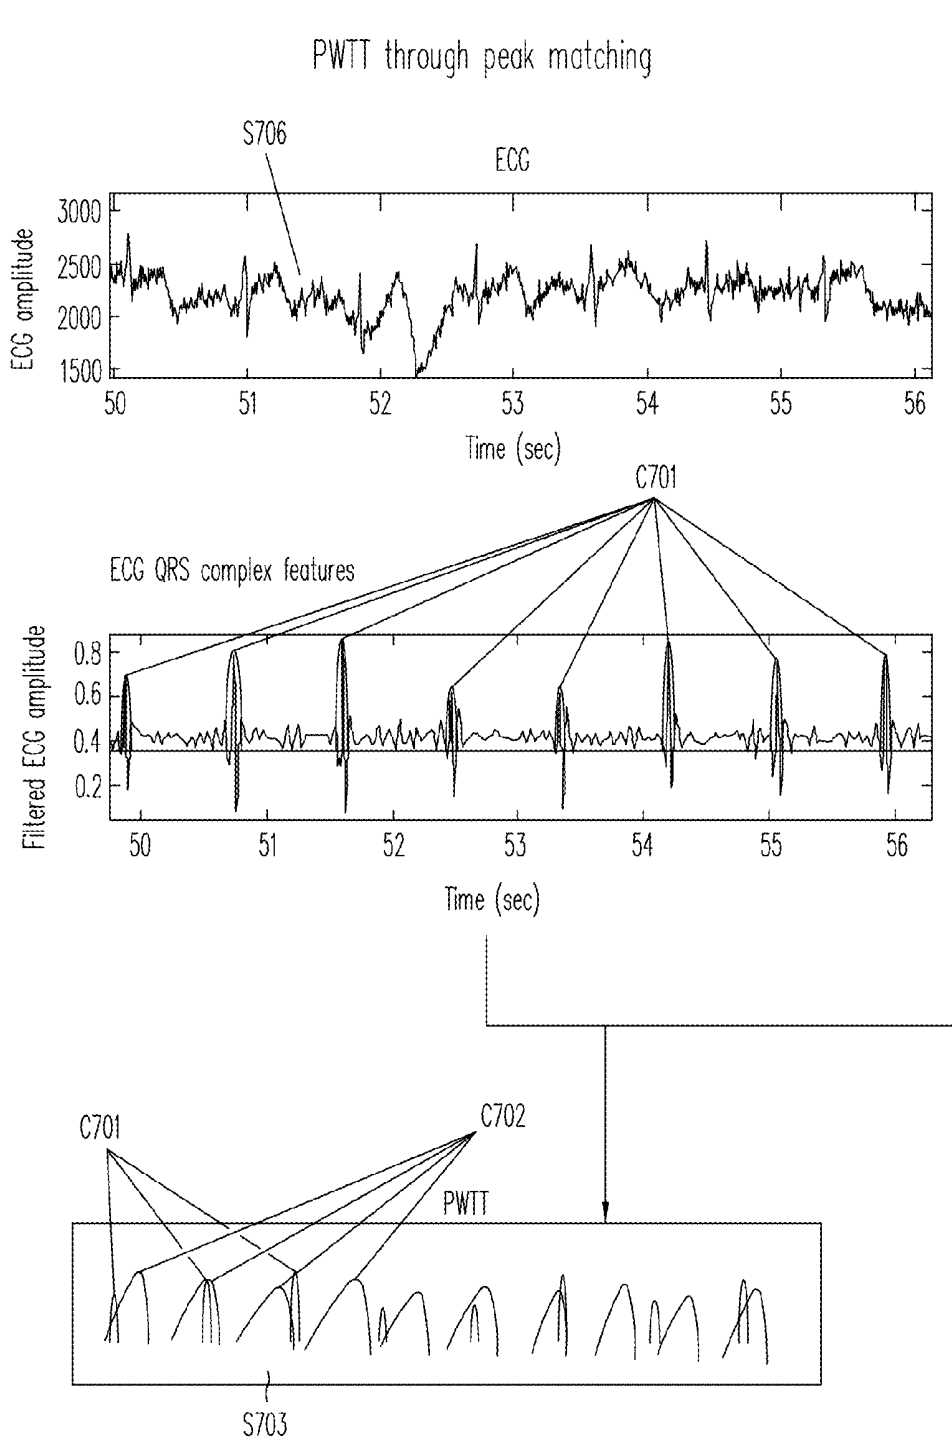 PWTT through peak matching
S706
ECG
ECG amplitude
3000
2500
2000
1500
50 51 52 53 54 55 56
Time (sec)
C701
ECG QRS complex features
Filtered ECG amplitude
0.8
0.6
0.4
0.2
50 51 52 53 54 55 56
Time (sec)
C701
C702
PWTT
S703